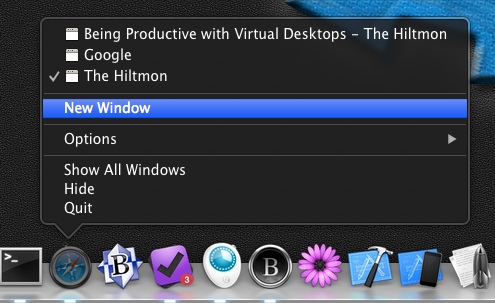 Being Productive with Virtual Desktops – The Hiltmon
Google
The Hiltmon
New Window
Options
Show All Windows
Hide
Quit
>_
B
3
B